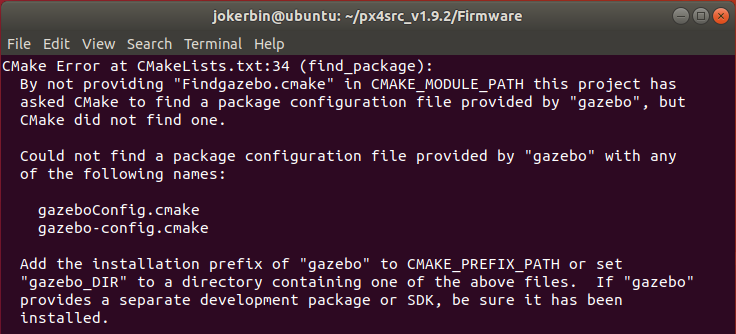 jokerbin@ubuntu: ~/px4src_v1.9.2/Firmware
File Edit View Search Terminal Help
CMake Error at CMakeLists.txt:34 (find_package):
By not providing "Findgazebo.cmake" in CMAKE_MODULE_PATH this project has
asked CMake to find a package configuration file provided by "gazebo", but
CMake did not find one.
Could not find a package configuration file provided by "gazebo" with any
of the following names:
gazeboConfig.cmake
gazebo-config.cmake
Add the installation prefix of "gazebo" to CMAKE_PREFIX_PATH or set
"gazebo_DIR" to a directory containing one of the above files.  If "gazebo"
provides a separate development package or SDK, be sure it has been
installed.